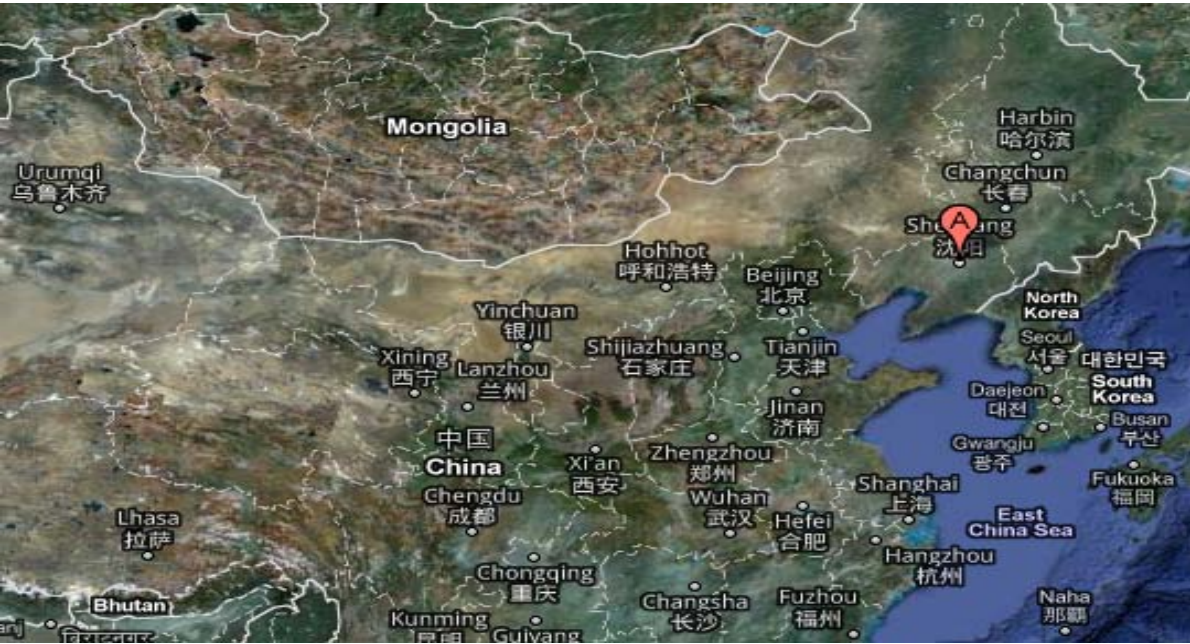 Mongolia
Harbin
哈尔滨
Urumqi
乌鲁木齐
Changchun
长春
A
沈阳
Hohhot
呼和浩特
Beijing
北京
North
Korea
Yinchuan
银川
Seoul
서울
대한민국
South
Korea
Xining
西宁
Lanzhou
兰州
Shijiazhuang
石家庄
Tianjin
天津
Daejeon
대전
Jinan
济南
Busan
부산
Gwangju
광주
中国
China
Xi'an
西安
Zhengzhou
郑州
Fukuoka
福岡
Chengdu
成都
Wuhan
武汉
Shanghai
上海
Hefei
合肥
East
China Sea
Lhasa
拉萨
Hangzhou
杭州
Chongqing
重庆
Bhutan
Changsha
长沙
Fuzhou
福州
Naha
那覇
Kunming
昆明
Guiyang